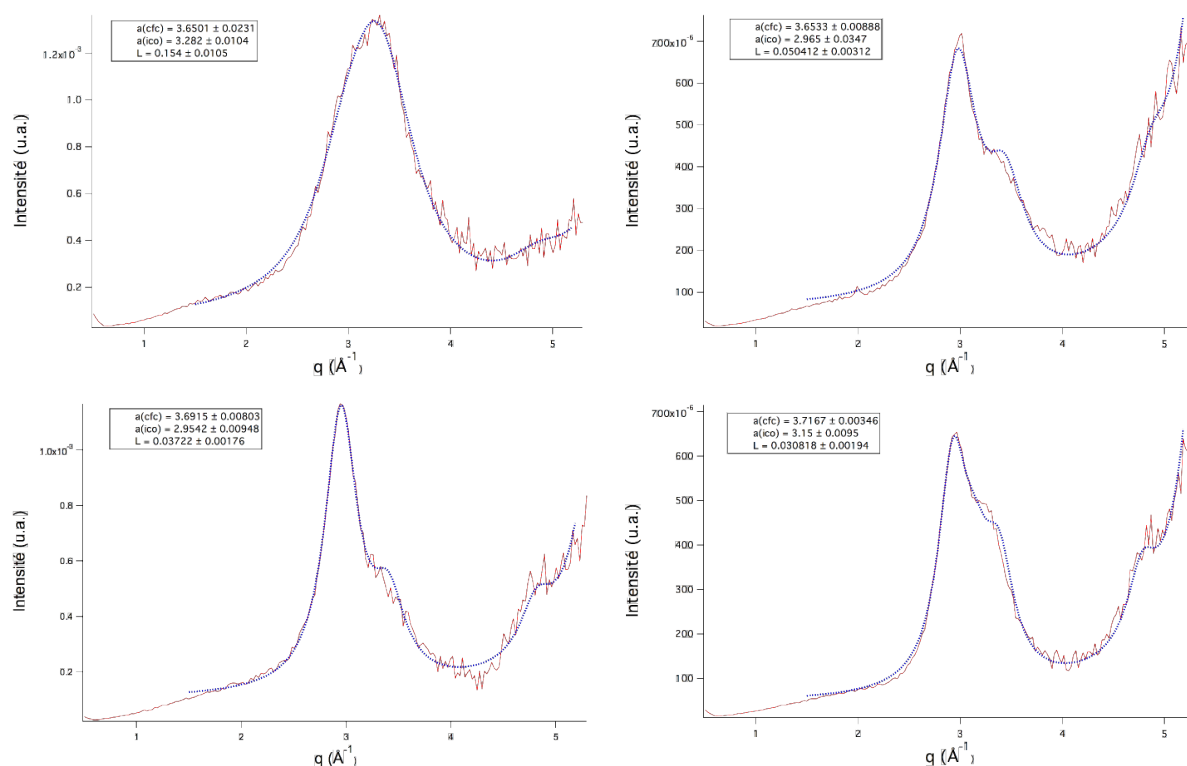 a(cfc) = 3.6501 ± 0.0231
a(ico) = 3.282 ± 0.0104
L = 0.154 ± 0.0105
1.2x10⁻³
1.0
0.8
0.6
0.4
0.2
Intensité (u.a.)
1 2 3 4 5
q (Å⁻¹)
a(cfc) = 3.6533 ± 0.00888
a(ico) = 2.965 ± 0.0347
L = 0.050412 ± 0.00312
700x10⁻⁶
600
500
400
300
200
100
Intensité (u.a.)
1 2 3 4 5
q (Å⁻¹)
a(cfc) = 3.6915 ± 0.00803
a(ico) = 2.9542 ± 0.00948
L = 0.03722 ± 0.00176
1.0x10⁻³
0.8
0.6
0.4
0.2
Intensité (u.a.)
1 2 3 4 5
q (Å⁻¹)
a(cfc) = 3.7167 ± 0.00346
a(ico) = 3.15 ± 0.0095
L = 0.030818 ± 0.00194
700x10⁻⁶
600
500
400
300
200
100
Intensité (u.a.)
1 2 3 4 5
q (Å⁻¹)